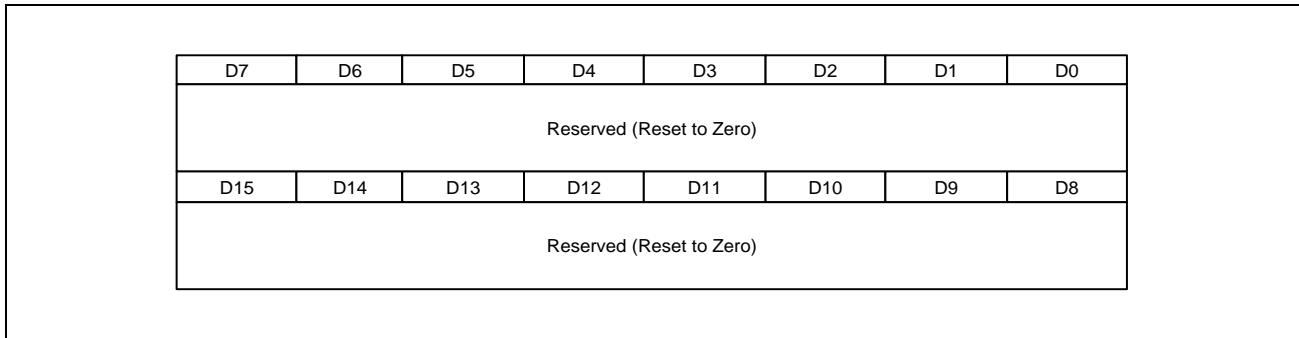 D7 D6 D5 D4 D3 D2 D1 D0
Reserved (Reset to Zero)
D15 D14 D13 D12 D11 D10 D9 D8
Reserved (Reset to Zero)